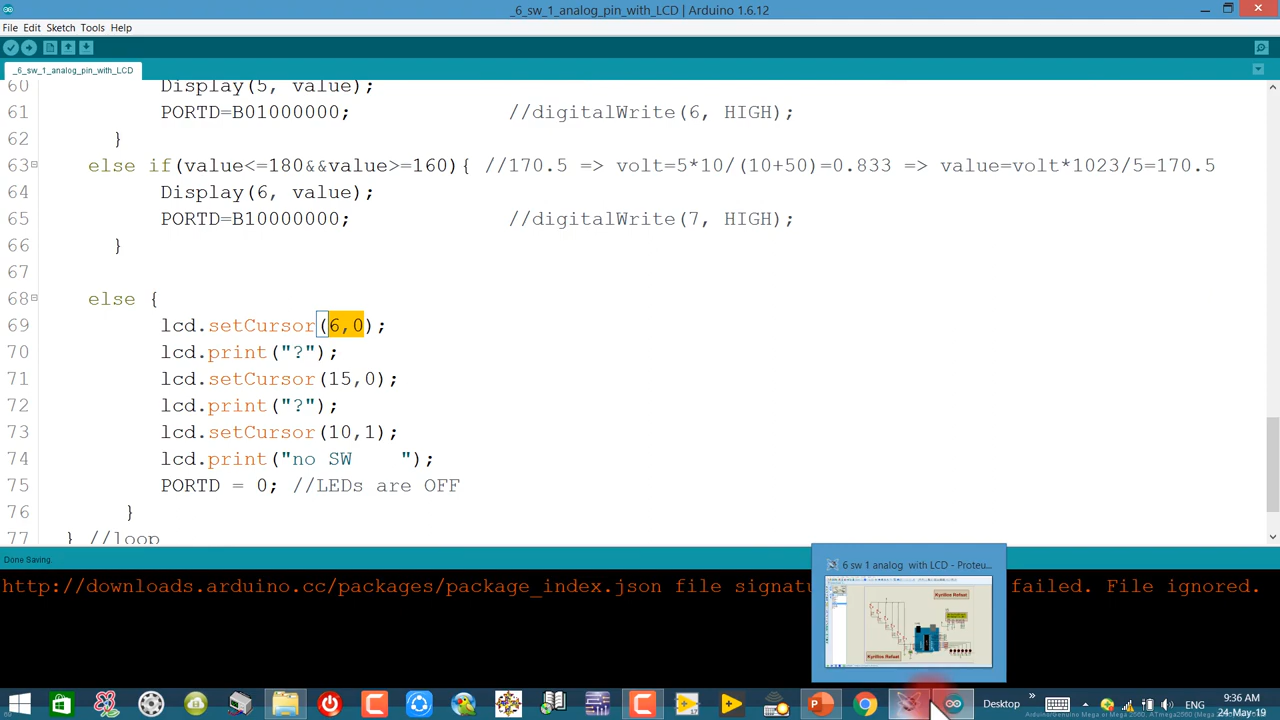 _6_sw_1_analog_pin_with_LCD | Arduino 1.6.12
File Edit Sketch Tools Help
_6_sw_1_analog_pin_with_LCD
60 Display(5, value);
61 PORTD=B01000000; //digitalWrite(6, HIGH);
62 }
63 else if(value<=180&&value>=160){ //170.5 => volt=5*10/(10+50)=0.833 => value=volt*1023/5=170.5
64 Display(6, value);
65 PORTD=B10000000; //digitalWrite(7, HIGH);
66 }
67
68 else {
69 lcd.setCursor(6,0);
70 lcd.print("?");
71 lcd.setCursor(15,0);
72 lcd.print("?");
73 lcd.setCursor(10,1);
74 lcd.print("no SW    ");
75 PORTD = 0; //LEDs are OFF
76 }
77 } //loop
Done Saving.
6 sw 1 analog with LCD - Proteu...
Kyrillos Refaat
Kyrillos Refaat
http://downloads.arduino.cc/packages/package_index.json file signatu failed. File ignored.
Desktop
ENG
9:36 AM
24-May-19